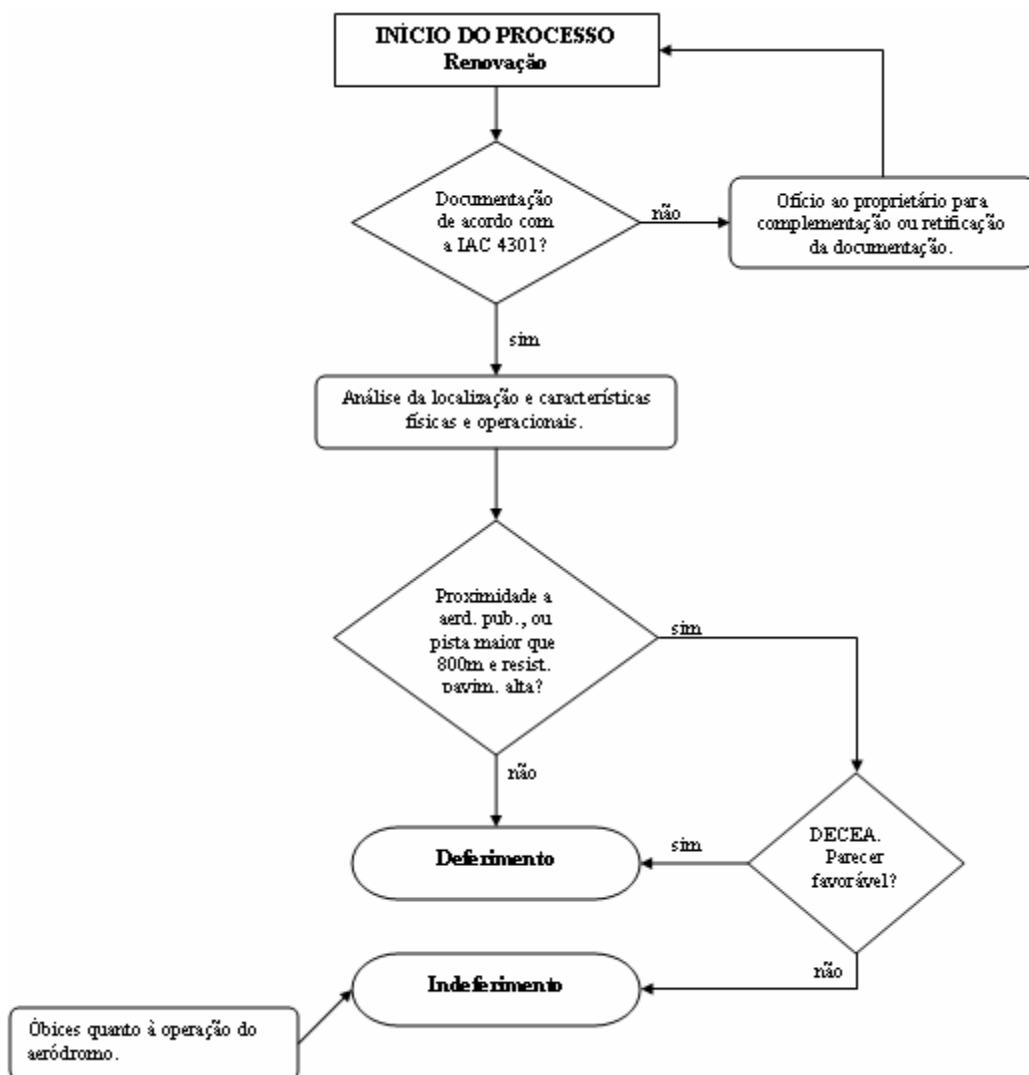 INÍCIO DO PROCESSO
Renovação
Documentação
de acordo com
a IAC 4301?
não
Ofício ao proprietário para
complementação ou retificação
da documentação.
sim
Análise da localização e características
físicas e operacionais.
Proximidade a
aerd. pub., ou
pista maior que
800m e resist.
pavim. alta?
sim
não
DECEA.
Parecer
favorável?
sim
Deferimento
não
Indeferimento
Óbices quanto à operação do
aeródromo.